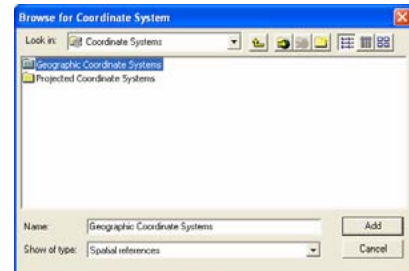 Browse for Coordinate System
Look in: Coordinate Systems
Geographic Coordinate Systems
Projected Coordinate Systems
Name: Geographic Coordinate Systems Add
Show of type: Spatial references Cancel